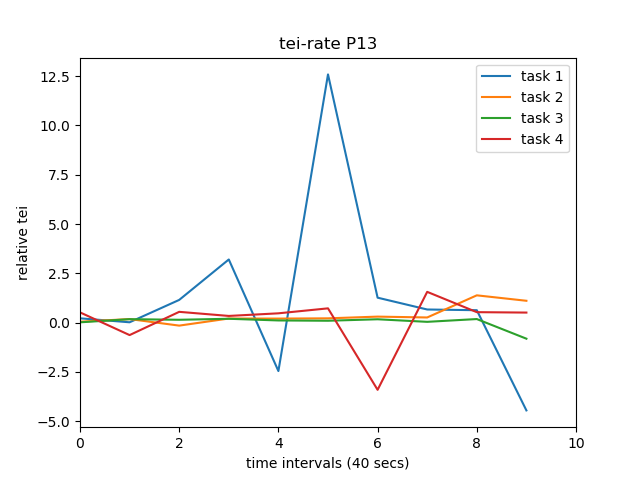 tei-rate P13
12.5
10.0
7.5
5.0
2.5
0.0
−2.5
−5.0
relative tei
task 1
task 2
task 3
task 4
0 2 4 6 8 10
time intervals (40 secs)